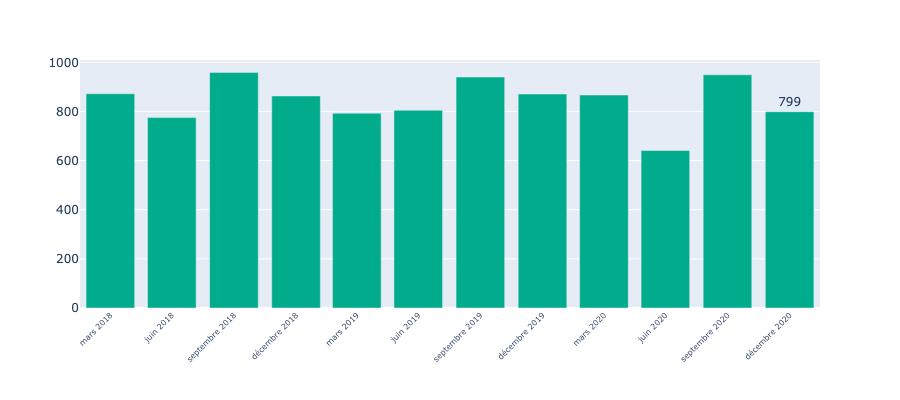 1000
800
600
400
200
0
799
mars 2018
juin 2018
septembre 2018
décembre 2018
mars 2019
juin 2019
septembre 2019
décembre 2019
mars 2020
juin 2020
septembre 2020
décembre 2020